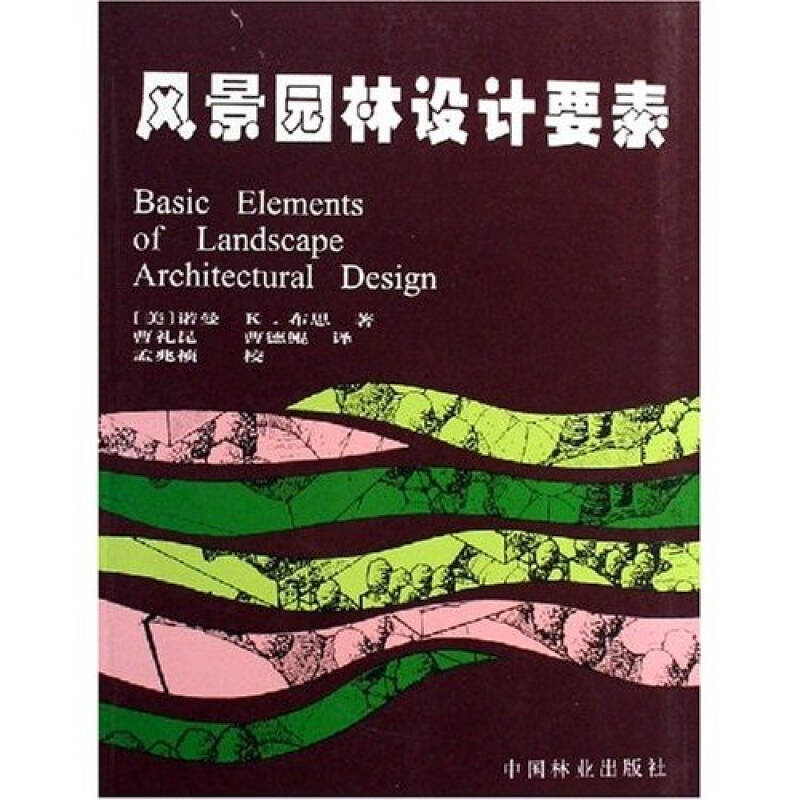 风景园林设计要素
Basic Elements
of Landscape
Architectural Design
[美]诺曼 K．布思 著
曹礼昆 曹德鲲 译
孟兆祯 校
中国林业出版社